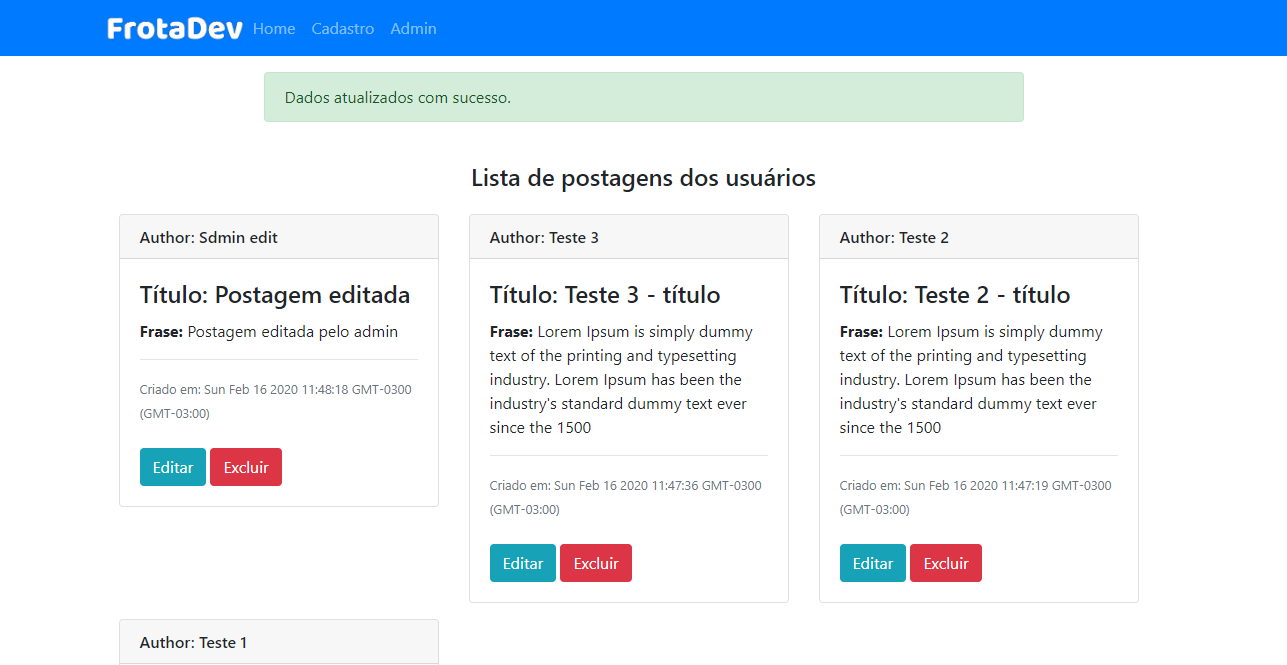 FrotaDev Home Cadastro Admin
Dados atualizados com sucesso.
Lista de postagens dos usuários
Author: Sdmin edit
Título: Postagem editada
Frase: Postagem editada pelo admin
Criado em: Sun Feb 16 2020 11:48:18 GMT-0300
(GMT-03:00)
Editar Excluir
Author: Teste 3
Título: Teste 3 - título
Frase: Lorem Ipsum is simply dummy
text of the printing and typesetting
industry. Lorem Ipsum has been the
industry's standard dummy text ever
since the 1500
Criado em: Sun Feb 16 2020 11:47:36 GMT-0300
(GMT-03:00)
Editar Excluir
Author: Teste 2
Título: Teste 2 - título
Frase: Lorem Ipsum is simply dummy
text of the printing and typesetting
industry. Lorem Ipsum has been the
industry's standard dummy text ever
since the 1500
Criado em: Sun Feb 16 2020 11:47:19 GMT-0300
(GMT-03:00)
Editar Excluir
Author: Teste 1